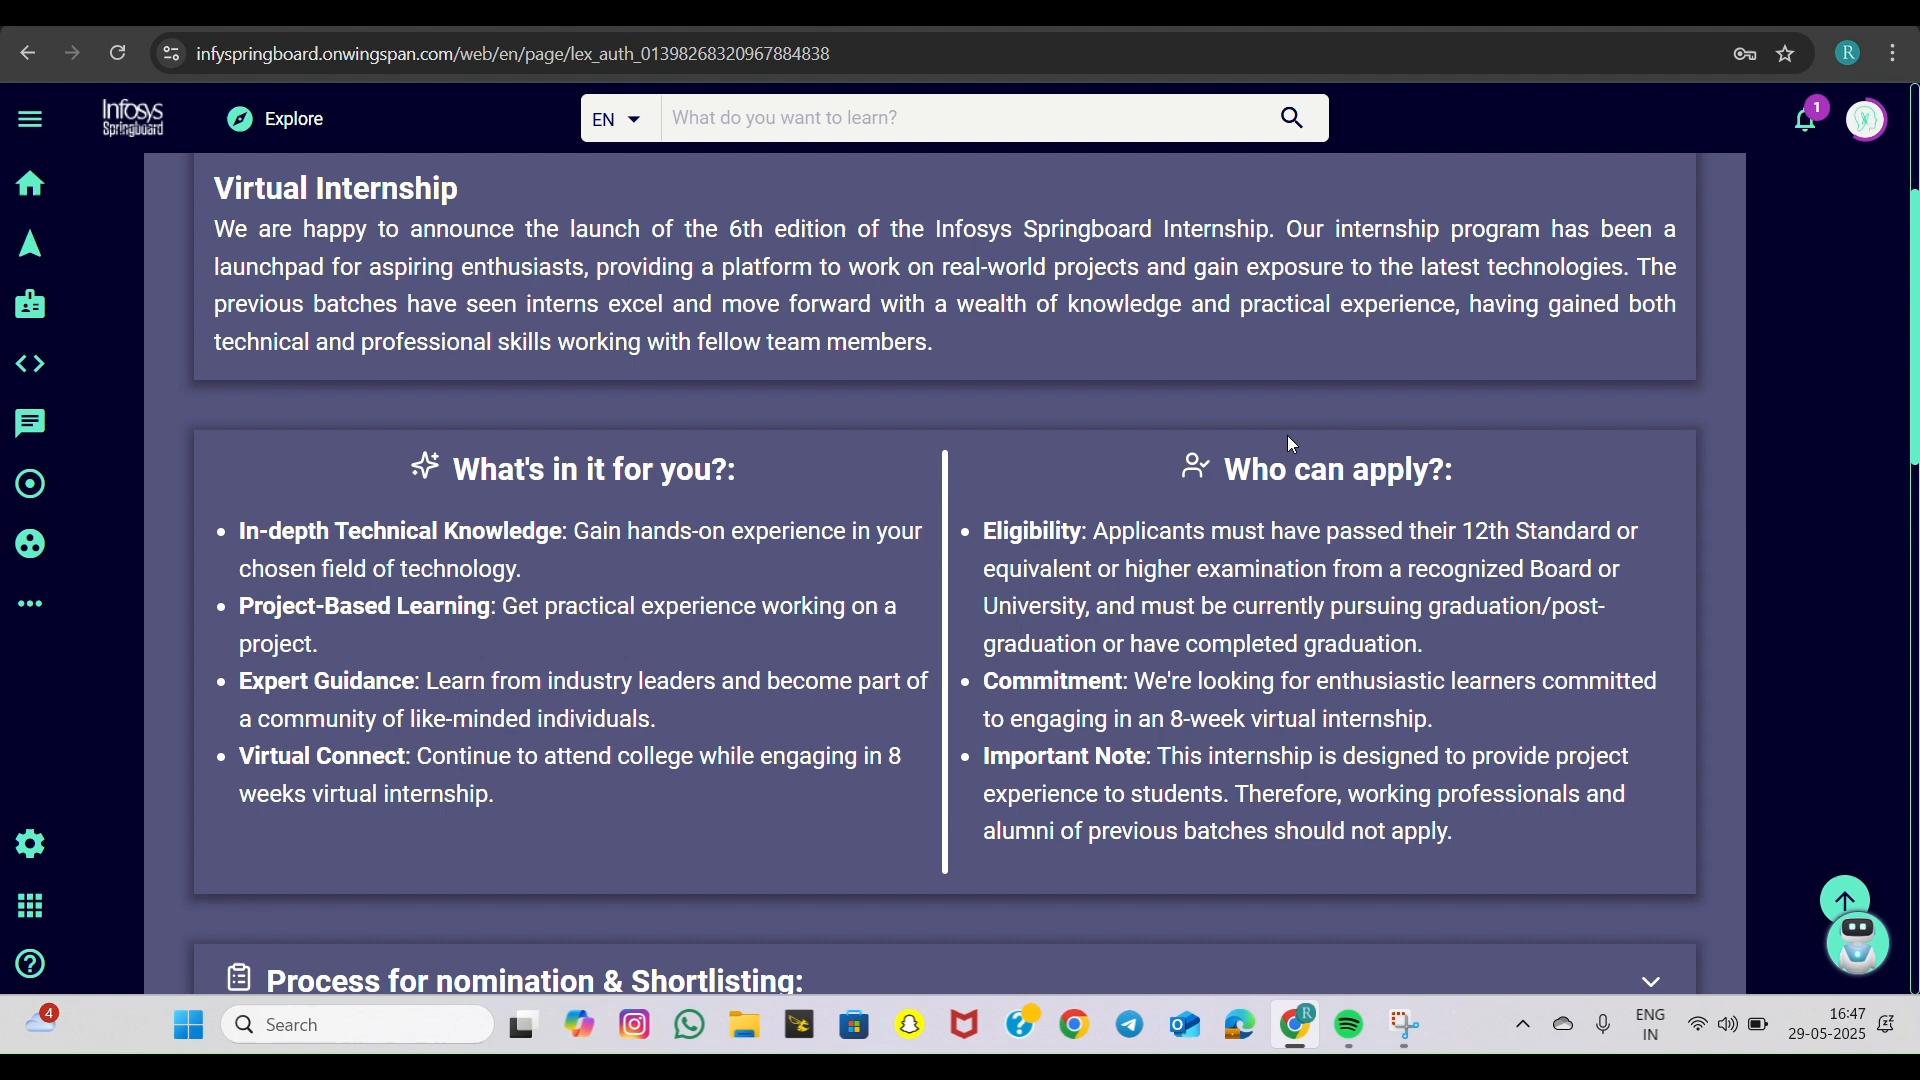 infyspringboard.onwingspan.com/web/en/page/lex_auth_01398268320967884838
R
Infosys
Springboard
Explore
EN
What do you want to learn?
1
Virtual Internship
We are happy to announce the launch of the 6th edition of the Infosys Springboard Internship. Our internship program has been a
launchpad for aspiring enthusiasts, providing a platform to work on real-world projects and gain exposure to the latest technologies. The
previous batches have seen interns excel and move forward with a wealth of knowledge and practical experience, having gained both
technical and professional skills working with fellow team members.
What's in it for you?:
• In-depth Technical Knowledge: Gain hands-on experience in your
chosen field of technology.
• Project-Based Learning: Get practical experience working on a
project.
• Expert Guidance: Learn from industry leaders and become part of
a community of like-minded individuals.
• Virtual Connect: Continue to attend college while engaging in 8
weeks virtual internship.
Who can apply?:
• Eligibility: Applicants must have passed their 12th Standard or
equivalent or higher examination from a recognized Board or
University, and must be currently pursuing graduation/post-
graduation or have completed graduation.
• Commitment: We're looking for enthusiastic learners committed
to engaging in an 8-week virtual internship.
• Important Note: This internship is designed to provide project
experience to students. Therefore, working professionals and
alumni of previous batches should not apply.
Process for nomination & Shortlisting:
4
Search
R
ENG
IN
16:47
29-05-2025